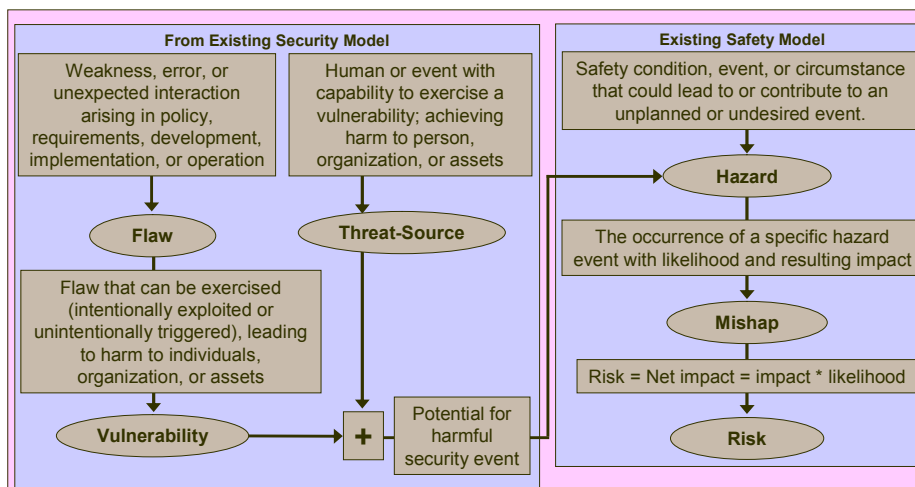 From Existing Security Model
Weakness, error, or
unexpected interaction
arising in policy,
requirements, development,
implementation, or operation
Flaw
Flaw that can be exercised
(intentionally exploited or
unintentionally triggered), leading
to harm to individuals,
organization, or assets
Vulnerability
Human or event with
capability to exercise a
vulnerability; achieving
harm to person,
organization, or assets
Threat-Source
+
Potential for
harmful
security event
Existing Safety Model
Safety condition, event, or circumstance
that could lead to or contribute to an
unplanned or undesired event.
Hazard
The occurrence of a specific hazard
event with likelihood and resulting impact
Mishap
Risk = Net impact = impact * likelihood
Risk